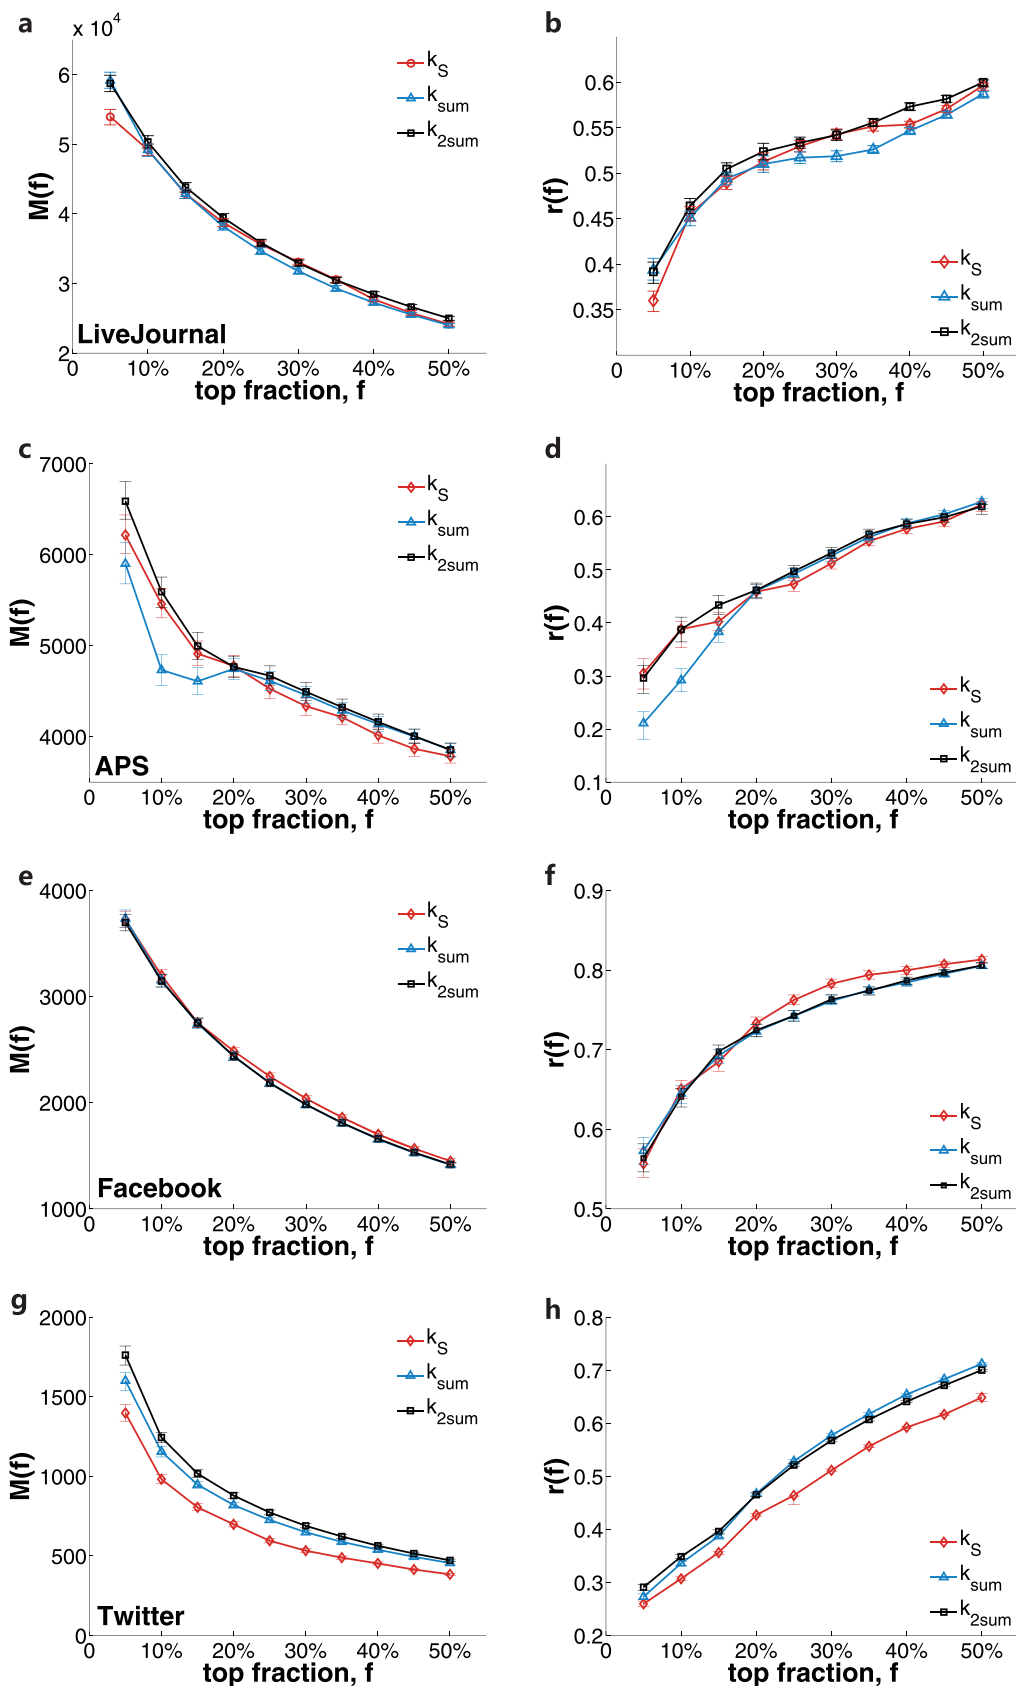 a
x 10⁴
6
5
4
3
2
M(f)
k_S
k_sum
k_2sum
LiveJournal
0 10% 20% 30% 40% 50%
top fraction, f
b
0.6
0.55
0.5
0.45
0.4
0.35
r(f)
k_S
k_sum
k_2sum
0 10% 20% 30% 40% 50%
top fraction, f
c
7000
6000
5000
4000
M(f)
k_S
k_sum
k_2sum
APS
0 10% 20% 30% 40% 50%
top fraction, f
d
0.6
0.5
0.4
0.3
0.2
0.1
r(f)
k_S
k_sum
k_2sum
0 10% 20% 30% 40% 50%
top fraction, f
e
4000
3000
2000
1000
M(f)
k_S
k_sum
k_2sum
Facebook
0 10% 20% 30% 40% 50%
top fraction, f
f
0.9
0.8
0.7
0.6
0.5
r(f)
k_S
k_sum
k_2sum
0 10% 20% 30% 40% 50%
top fraction, f
g
2000
1500
1000
500
0
M(f)
k_S
k_sum
k_2sum
Twitter
0 10% 20% 30% 40% 50%
top fraction, f
h
0.8
0.7
0.6
0.5
0.4
0.3
0.2
r(f)
k_S
k_sum
k_2sum
0 10% 20% 30% 40% 50%
top fraction, f